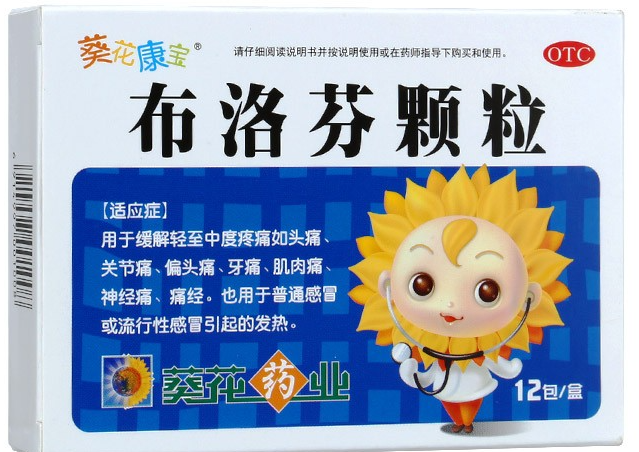 葵花康宝®
请仔细阅读说明书并按说明使用或在药师指导下购买和使用。
OTC
布洛芬颗粒
【适应症】
用于缓解轻至中度疼痛如头痛、
关节痛、偏头痛、牙痛、肌肉痛、
神经痛、痛经。也用于普通感冒
或流行性感冒引起的发热。
葵花药业
12包/盒